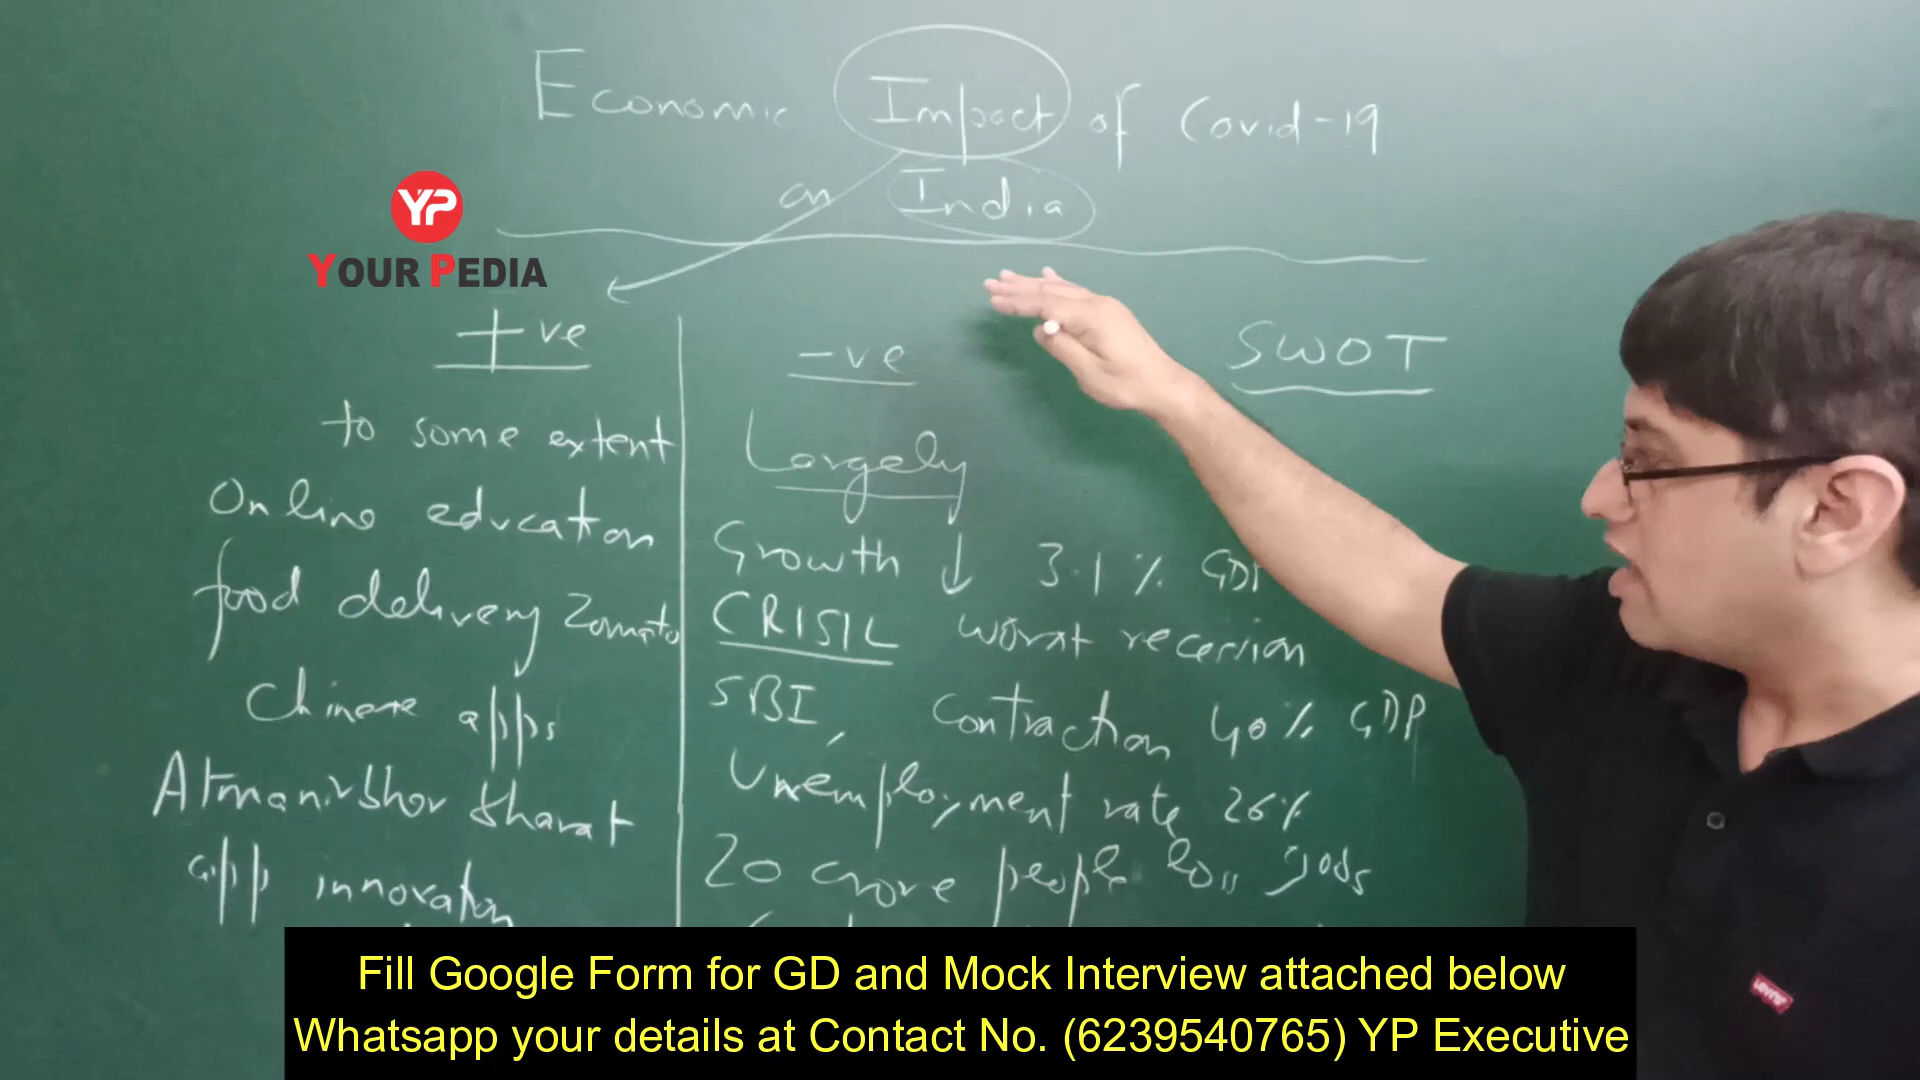 Economic Impact of Covid-19
on India
YP
YOUR PEDIA
+ve
to some extent
Online education
food delivery Zomato
Chinese apps
Atmanirbhar Bharat
app innovation
-ve
Largely
Growth ↓ 3.1% GDP
CRISIL worst recession
SBI, contraction 40% GDP
Unemployment rate 26%
20 crore people loss jobs
SWOT
Levi's
Fill Google Form for GD and Mock Interview attached below
Whatsapp your details at Contact No. (6239540765) YP Executive